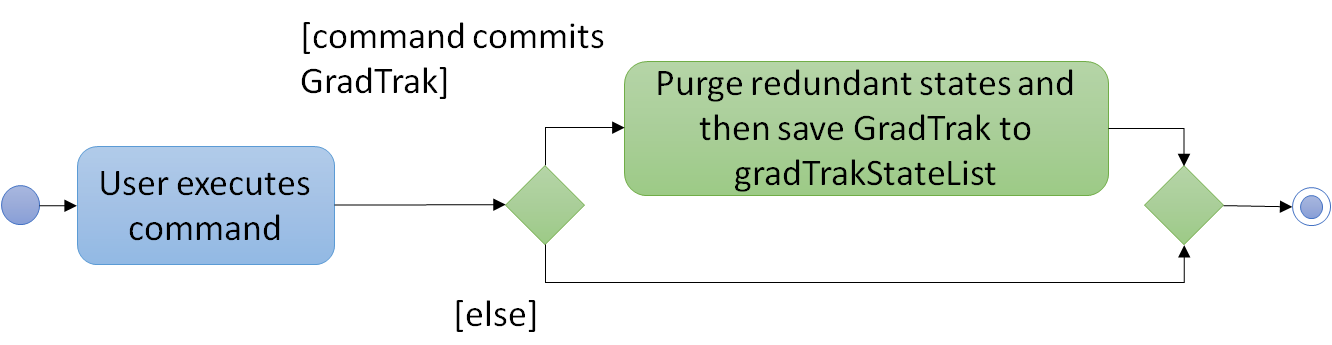 [command commits
GradTrak]
Purge redundant states and
then save GradTrak to
gradTrakStateList
User executes
command
[else]